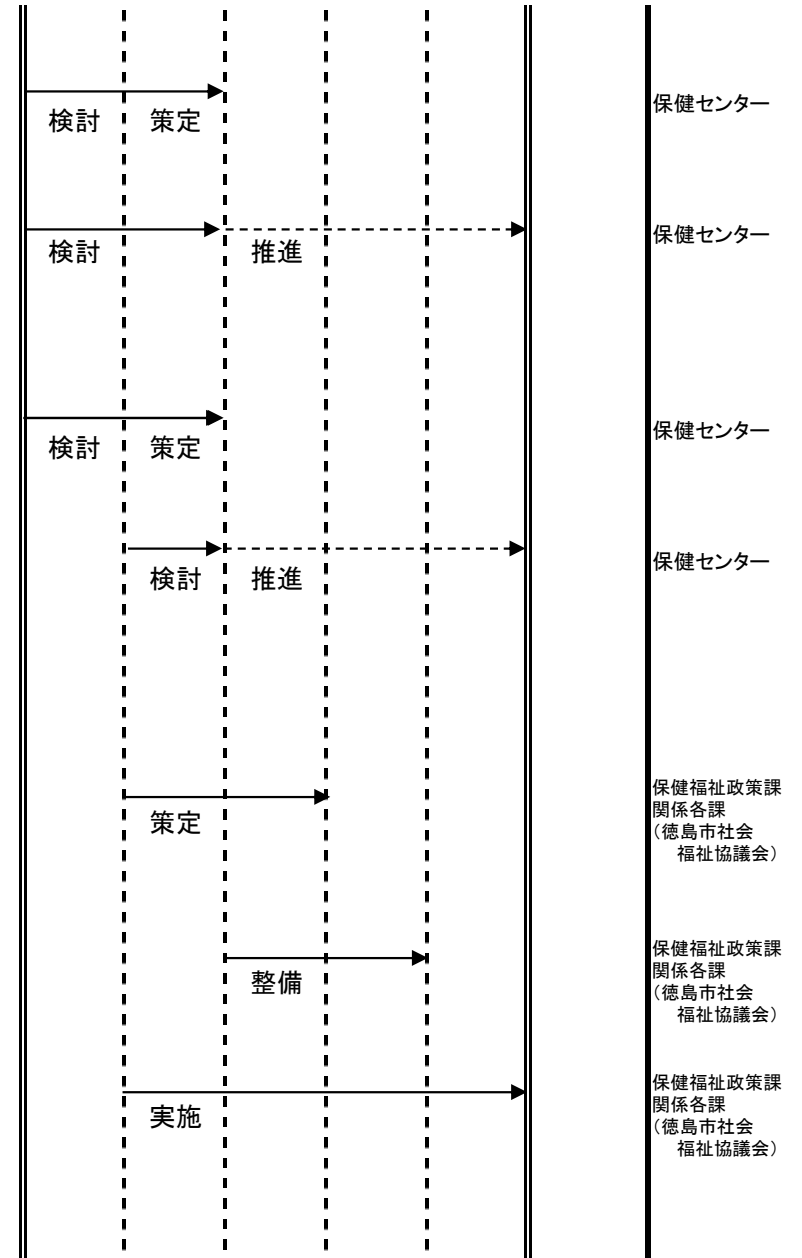 検討 策定 保健センター
検討 推進 保健センター
検討 策定 保健センター
検討 推進 保健センター
策定
保健福祉政策課
関係各課
（徳島市社会
福祉協議会）
整備
保健福祉政策課
関係各課
（徳島市社会
福祉協議会）
実施
保健福祉政策課
関係各課
（徳島市社会
福祉協議会）